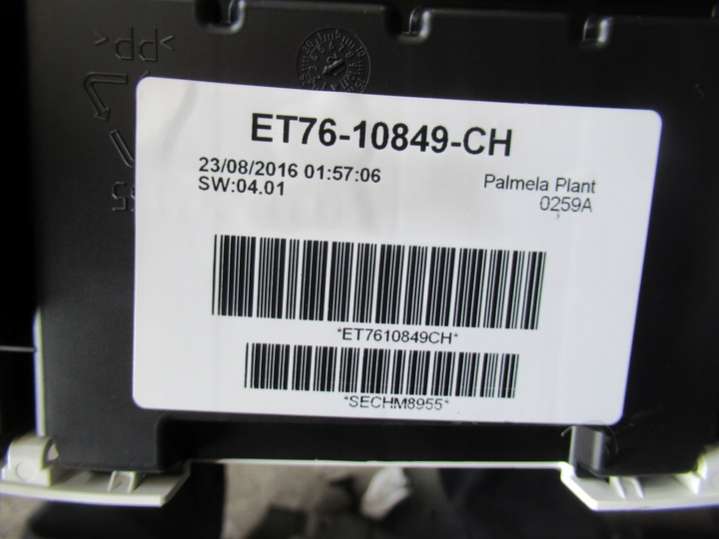 >PP<
ET76-10849-CH
23/08/2016 01:57:06
SW:04.01
Palmela Plant
0259A
*ET7610849CH*
*SECHM8955*